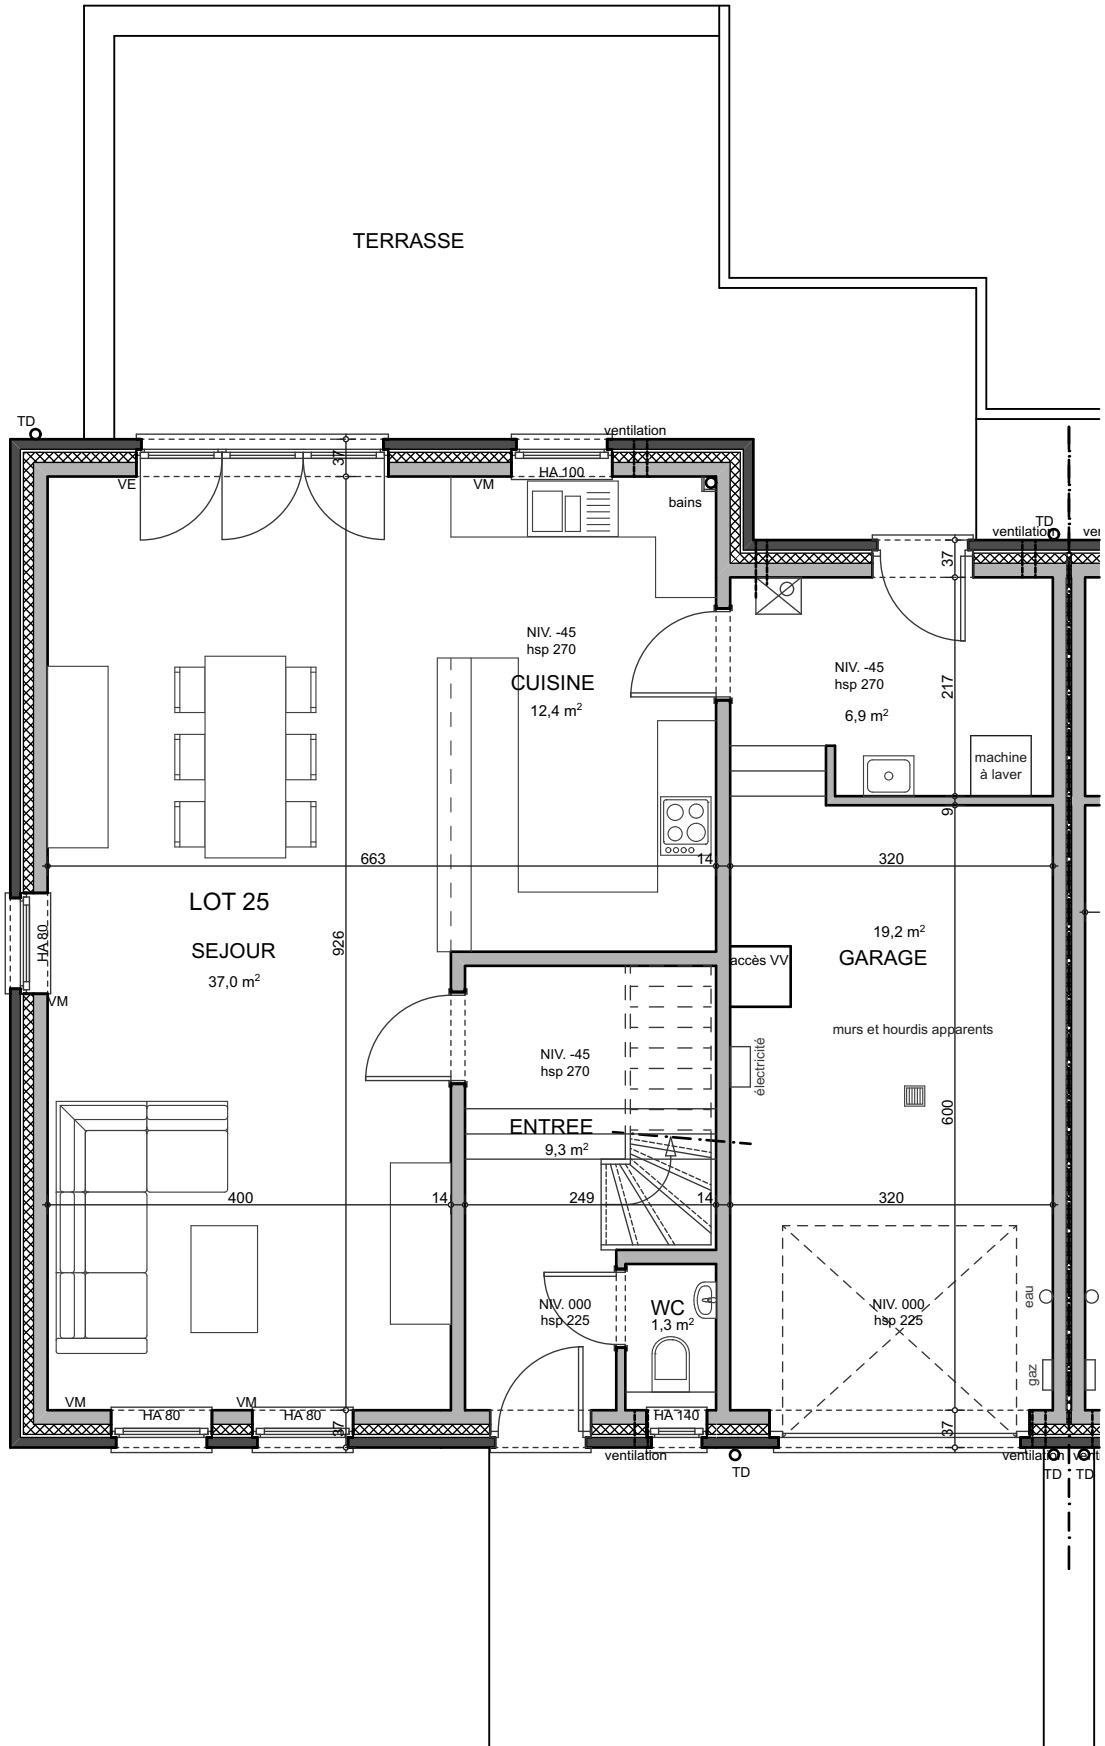 TERRASSE
TD
ventilation
37
HA 100
VE
VM
bains
TD
ventilation
ven
37
NIV. -45
hsp 270
CUISINE
12,4 m²
NIV. -45
hsp 270
6,9 m²
217
machine
à laver
9
663
14
320
LOT 25
SEJOUR
37,0 m²
926
HA 80
VM
19,2 m²
GARAGE
accès VV
murs et hourdis apparents
NIV. -45
hsp 270
électricité
600
ENTREE
9,3 m²
400
14
249
14
320
NIV. 000
hsp 225
WC
1,3 m²
NIV. 000
hsp 225
eau
gaz
VM
VM
HA 80
HA 80
37
HA 140
37
ventilation
TD
ventilation
venti
TD
TD